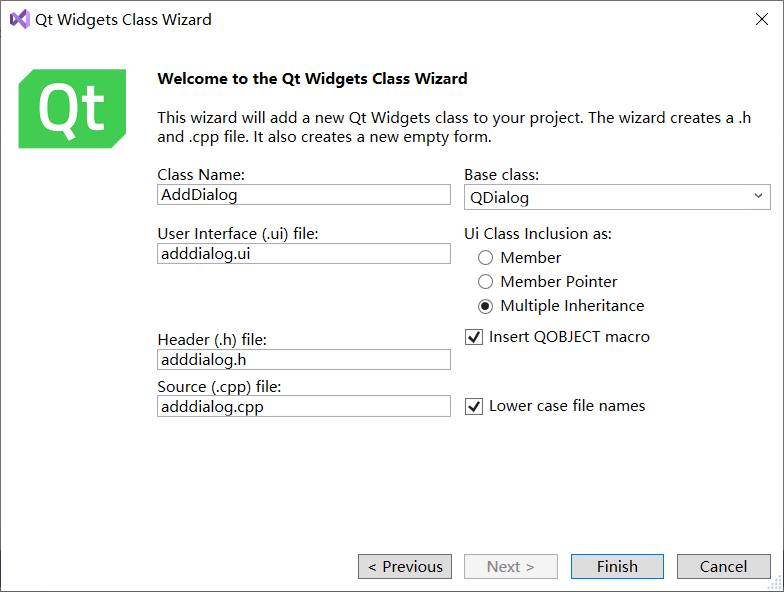 Qt Widgets Class Wizard
Qt
Welcome to the Qt Widgets Class Wizard
This wizard will add a new Qt Widgets class to your project. The wizard creates a .h
and .cpp file. It also creates a new empty form.
Class Name:
Base class:
AddDialog
QDialog
User Interface (.ui) file:
Ui Class Inclusion as:
adddialog.ui
Member
Member Pointer
Multiple Inheritance
Header (.h) file:
Insert QOBJECT macro
adddialog.h
Source (.cpp) file:
adddialog.cpp
Lower case file names
< Previous
Next >
Finish
Cancel